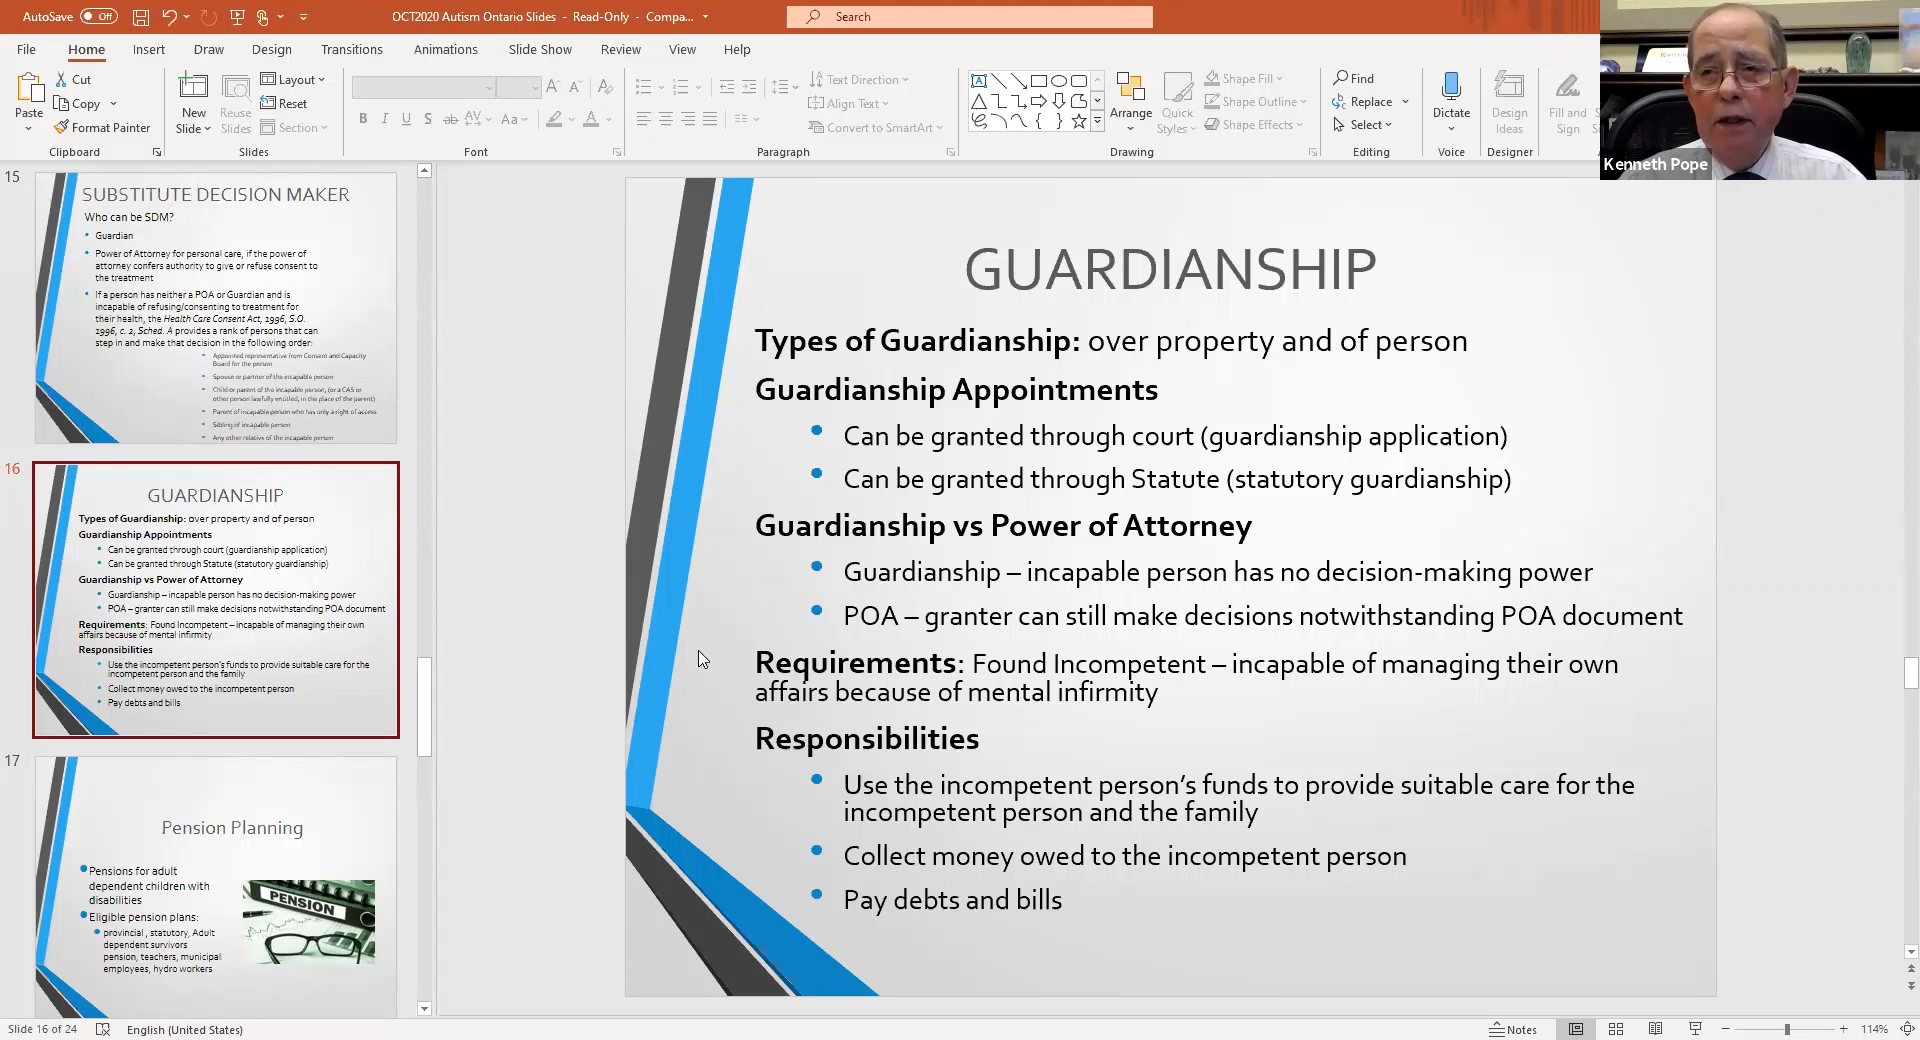 AutoSave Off
OCT2020 Autism Ontario Slides - Read-Only - Compa...
Search
File Home Insert Draw Design Transitions Animations Slide Show Review View Help
Paste
Cut
Copy
Format Painter
Clipboard
New Slide
Reuse Slides
Layout
Reset
Section
Slides
B I U S ab AV Aa A
Font
Text Direction
Align Text
Convert to SmartArt
Paragraph
Arrange
Quick Styles
Shape Fill
Shape Outline
Shape Effects
Drawing
Find
Replace
Select
Editing
Dictate
Voice
Design Ideas
Designer
Fill and Sign
Kenneth Pope
15
SUBSTITUTE DECISION MAKER
Who can be SDM?
Guardian
Power of Attorney for personal care, if the power of
attorney confers authority to give or refuse consent to
the treatment
If a person has neither a POA or Guardian and is
incapable of refusing/consenting to treatment for
their health, the Health Care Consent Act, 1996, S.O.
1996, c. 2, Sched. A provides a rank of persons that can
step in and make that decision in the following order:
Appointed representative from Consent and Capacity
Board for the person
Spouse or partner of the incapable person
Child or parent of the incapable person, (or a CAS or
other person lawfully entitled, in the place of the parent)
Parent of incapable person who has only a right of access
Sibling of incapable person
Any other relative of the incapable person
16
GUARDIANSHIP
Types of Guardianship: over property and of person
Guardianship Appointments
Can be granted through court (guardianship application)
Can be granted through Statute (statutory guardianship)
Guardianship vs Power of Attorney
Guardianship – incapable person has no decision-making power
POA – granter can still make decisions notwithstanding POA document
Requirements: Found Incompetent – incapable of managing their own
affairs because of mental infirmity
Responsibilities
Use the incompetent person's funds to provide suitable care for the
incompetent person and the family
Collect money owed to the incompetent person
Pay debts and bills
17
Pension Planning
Pensions for adult
dependent children with
disabilities
Eligible pension plans:
provincial , statutory, Adult
dependent survivors
pension, teachers, municipal
employees, hydro workers
PENSION
GUARDIANSHIP
Types of Guardianship: over property and of person
Guardianship Appointments
Can be granted through court (guardianship application)
Can be granted through Statute (statutory guardianship)
Guardianship vs Power of Attorney
Guardianship – incapable person has no decision-making power
POA – granter can still make decisions notwithstanding POA document
Requirements: Found Incompetent – incapable of managing their own
affairs because of mental infirmity
Responsibilities
Use the incompetent person's funds to provide suitable care for the
incompetent person and the family
Collect money owed to the incompetent person
Pay debts and bills
Slide 16 of 24
English (United States)
Notes
114%